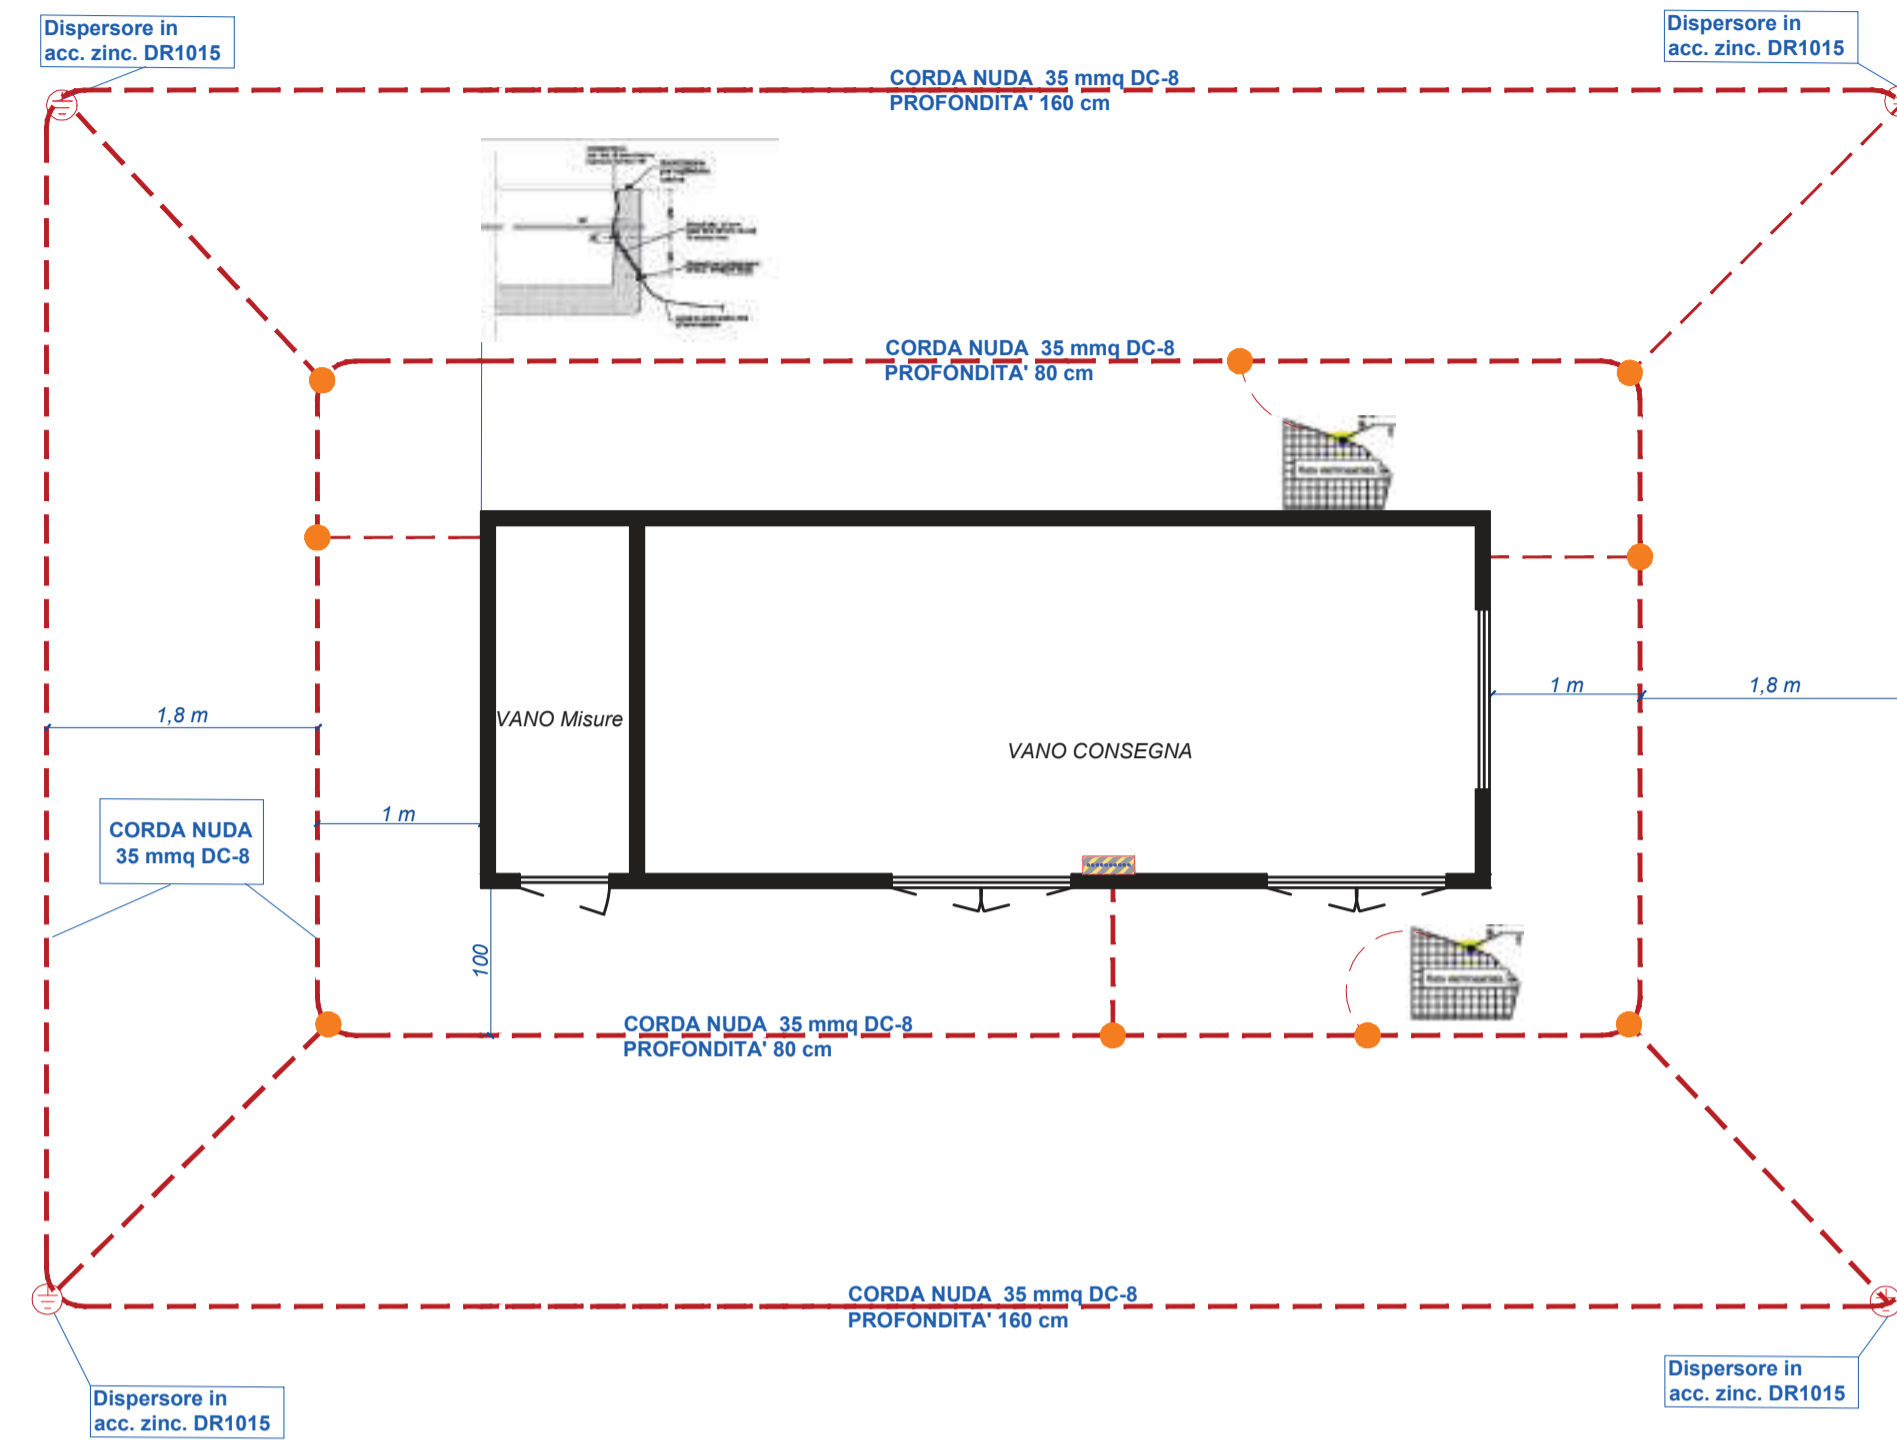 Dispersore in
acc. zinc. DR1015
Dispersore in
acc. zinc. DR1015
CORDA NUDA 35 mmq DC-8
PROFONDITA' 160 cm
CORDA NUDA 35 mmq DC-8
PROFONDITA' 80 cm
1 m
1,8 m
1,8 m
VANO Misure
VANO CONSEGNA
1 m
CORDA NUDA
35 mmq DC-8
100
CORDA NUDA 35 mmq DC-8
PROFONDITA' 80 cm
CORDA NUDA 35 mmq DC-8
PROFONDITA' 160 cm
Dispersore in
acc. zinc. DR1015
Dispersore in
acc. zinc. DR1015